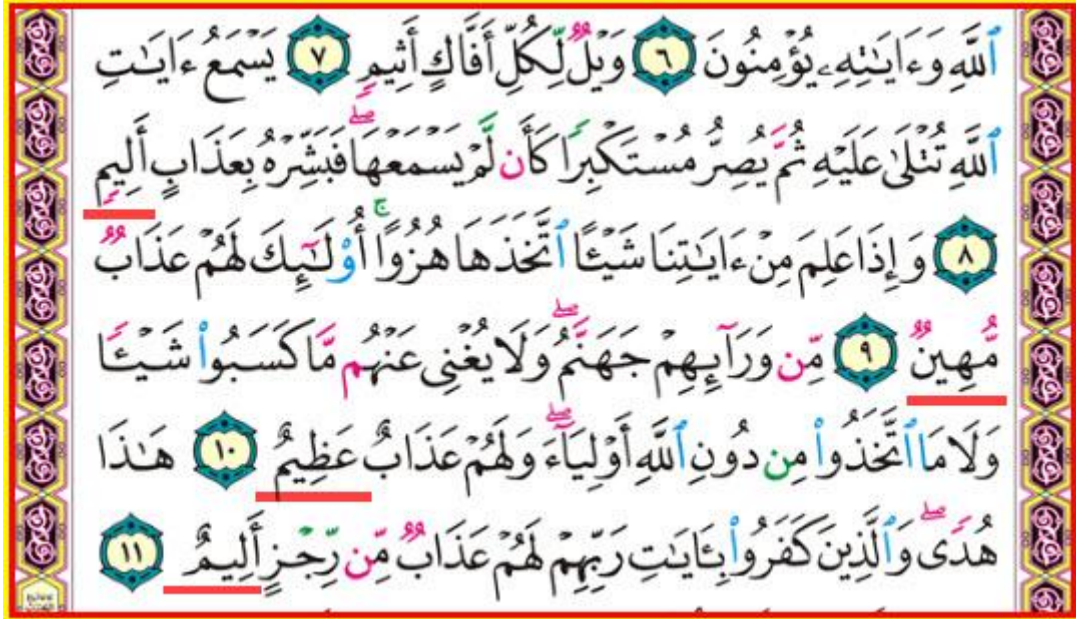 ٱللَّهِ وَءَايَٰتِهِۦ يُؤْمِنُونَ ٦ وَيْلٌ لِّكُلِّ أَفَّاكٍ أَثِيمٍ ٧ يَسْمَعُ ءَايَٰتِ
ٱللَّهِ تُتْلَىٰ عَلَيْهِ ثُمَّ يُصِرُّ مُسْتَكْبِرًا كَأَن لَّمْ يَسْمَعْهَا ۖ فَبَشِّرْهُ بِعَذَابٍ أَلِيمٍ
٨ وَإِذَا عَلِمَ مِنْ ءَايَٰتِنَا شَيْـًٔا ٱتَّخَذَهَا هُزُوًا ۚ أُو۟لَٰٓئِكَ لَهُمْ عَذَابٌ
مُّهِينٌ ٩ مِّن وَرَآئِهِمْ جَهَنَّمُ ۖ وَلَا يُغْنِى عَنْهُم مَّا كَسَبُوا۟ شَيْـًٔا
وَلَا مَا ٱتَّخَذُوا۟ مِن دُونِ ٱللَّهِ أَوْلِيَآءَ ۖ وَلَهُمْ عَذَابٌ عَظِيمٌ ١٠ هَٰذَا
هُدًى ۖ وَٱلَّذِينَ كَفَرُوا۟ بِـَٔايَٰتِ رَبِّهِمْ لَهُمْ عَذَابٌ مِّن رِّجْزٍ أَلِيمٌ ١١